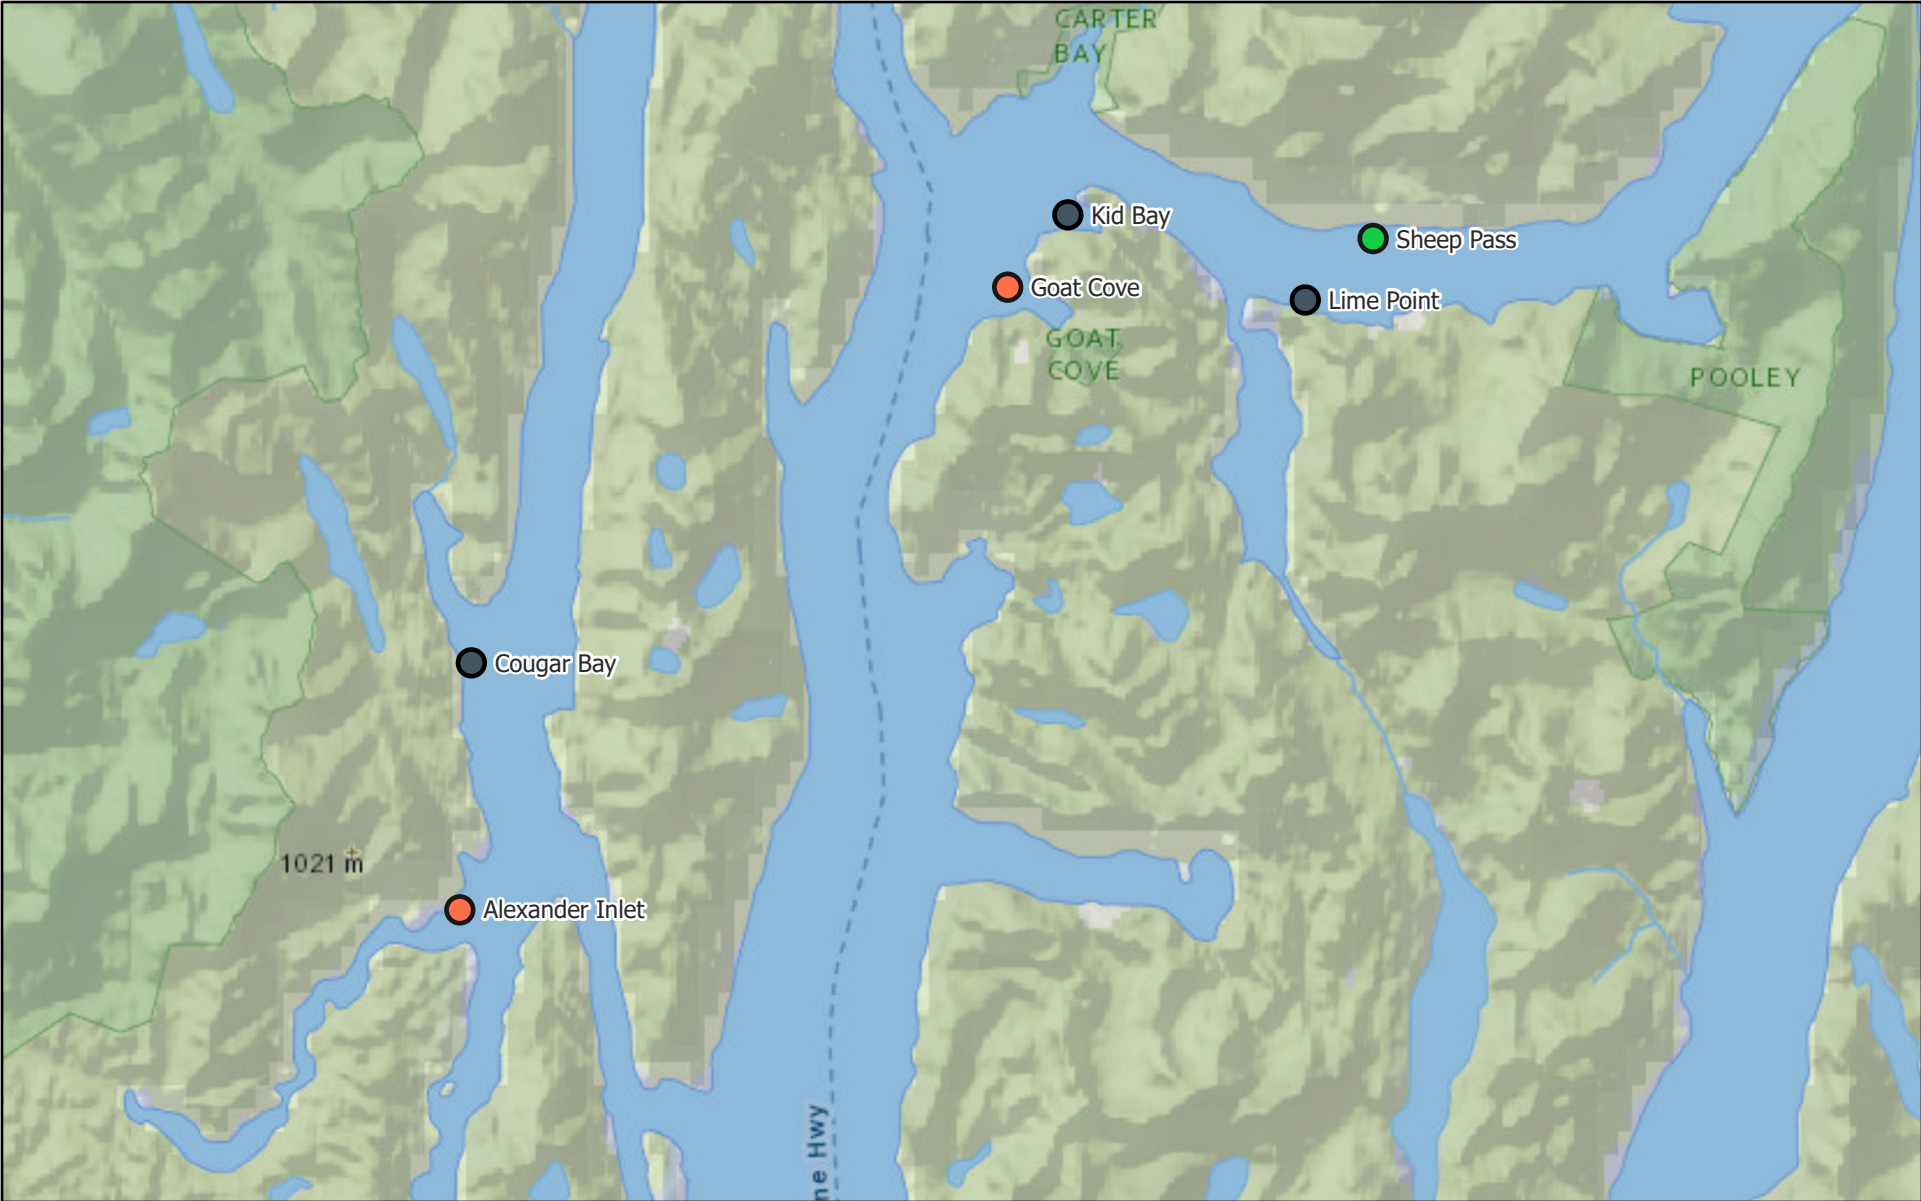 CARTER
BAY
Kid Bay
Sheep Pass
Goat Cove
Lime Point
GOAT
COVE
POOLEY
Cougar Bay
1021 m
Alexander Inlet
ne Hwy